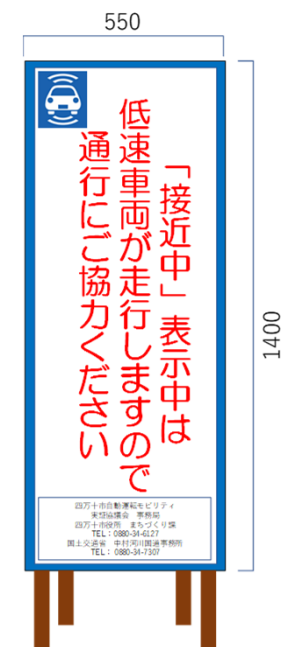 550
「接近中」表示中は
低速車両が走行しますので
通行にご協力ください
1400
四万十市自動運転モビリティ
実証協議会 事務局
四万十市役所 まちづくり課
TEL：0880-34-6127
国土交通省 中村河川国道事務所
TEL： 0880-34-7307